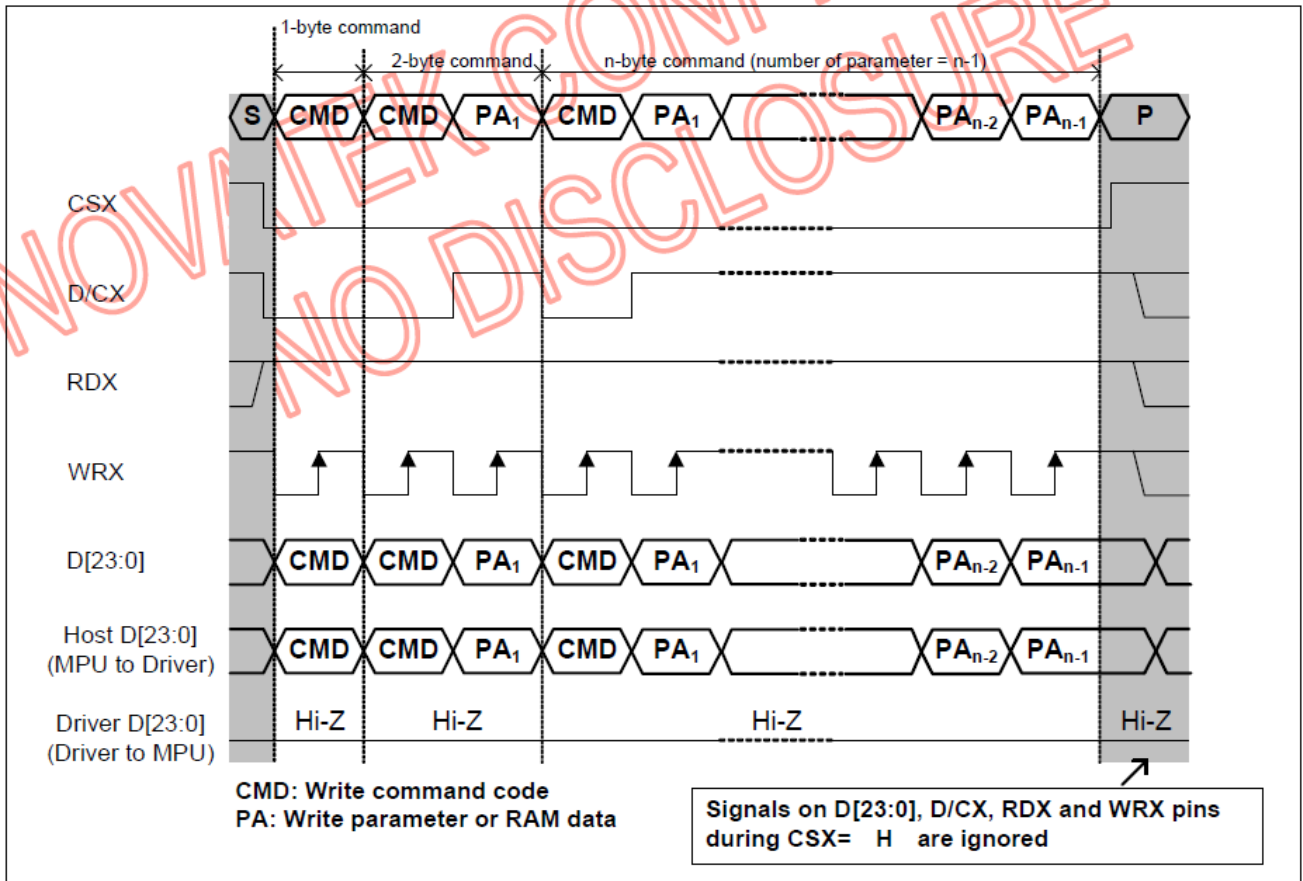 1-byte command
2-byte command
n-byte command (number of parameter = n-1)
S CMD CMD PA1 CMD PA1 PAn-2 PAn-1 P
CSX
D/CX
RDX
WRX
D[23:0] CMD CMD PA1 CMD PA1 PAn-2 PAn-1
Host D[23:0]
(MPU to Driver)
CMD CMD PA1 CMD PA1 PAn-2 PAn-1
Driver D[23:0]
(Driver to MPU)
Hi-Z Hi-Z Hi-Z Hi-Z
CMD: Write command code
PA: Write parameter or RAM data
Signals on D[23:0], D/CX, RDX and WRX pins
during CSX= H are ignored
NO DISCLOSURE